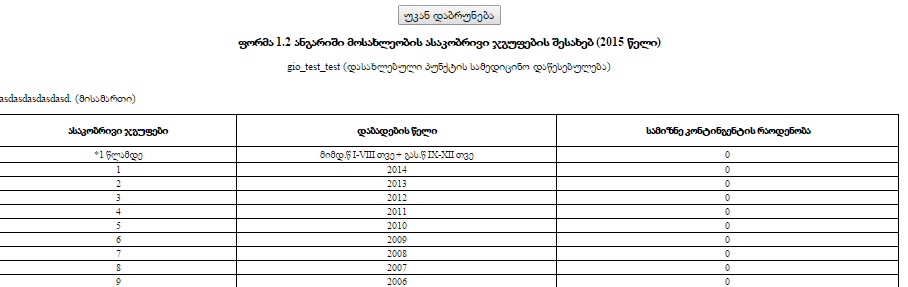 უკან დაბრუნება
ფორმა 1.2 ანგარიში მოსახლეობის ასაკობრივი ჯგუფების შესახებ (2015 წელი)
gio_test_test (დასახლებული პუნქტის სამედიცინო დაწესებულება)
asdasdasdasdasd. (მისამართი)
ასაკობრივი ჯგუფები დაბადების წელი სამიზნე კონტინგენტის რაოდენობა
*1 წლამდე მიმდ.წ I-VIII თვე + გას.წ IX-XII თვე 0
1 2014 0
2 2013 0
3 2012 0
4 2011 0
5 2010 0
6 2009 0
7 2008 0
8 2007 0
9 2006 0